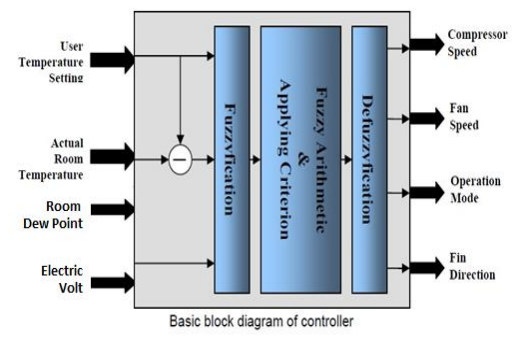 User
Temperature
Setting
Actual
Room
Temperature
Room
Dew Point
Electric
Volt
−
Fuzzyfication
Fuzzy Arithmetic
&
Applying Criterion
Defuzzyfication
Compressor
Speed
Fan
Speed
Operation
Mode
Fin
Direction
Basic block diagram of controller